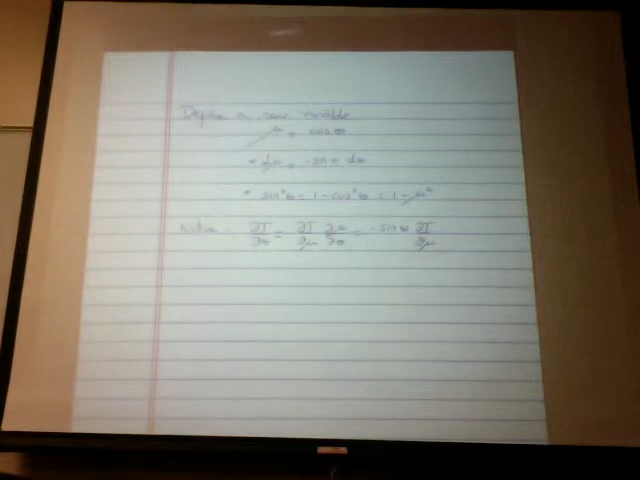 Define a new variable
μ = cos θ
* dμ = -sin θ dθ
* sin²θ = 1 - cos²θ = 1 - μ²
Notice - ∂T/∂θ = ∂T/∂μ ∂μ/∂θ = -sin θ ∂T/∂μ